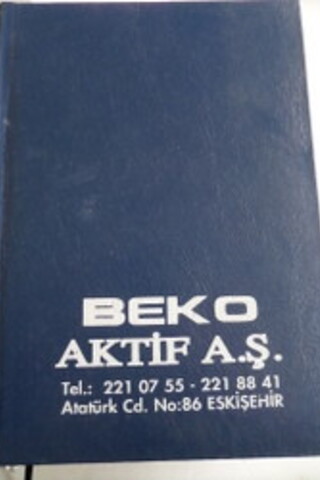 BEKO
AKTİF A.Ş.
Tel.: 221 07 55 - 221 88 41
Atatürk Cd. No:86 ESKİŞEHİR